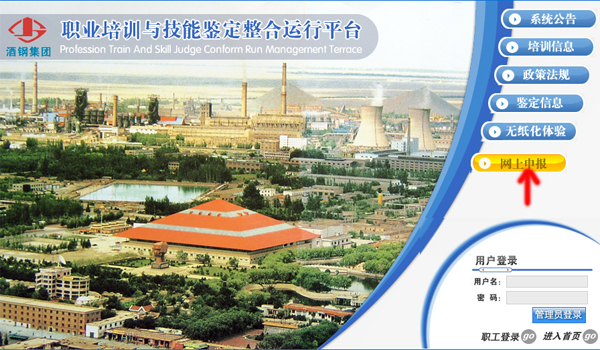 酒钢集团
职业培训与技能鉴定整合运行平台
Profession Train And Skill Judge Conform Run Management Terrace
系统公告
培训信息
政策法规
鉴定信息
无纸化体验
网上申报
用户登录
用户名:
密 码:
管理员登录
职工登录 go 进入首页 go